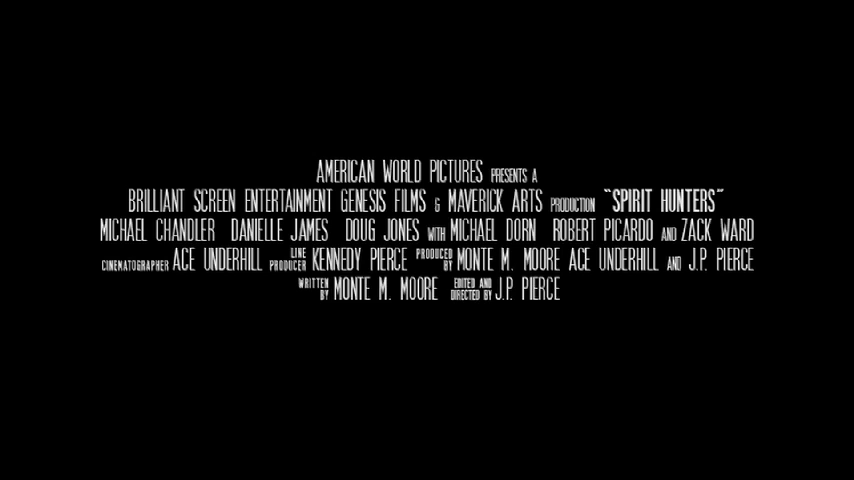 AMERICAN WORLD PICTURES PRESENTS A
BRILLIANT SCREEN ENTERTAINMENT GENESIS FILMS & MAVERICK ARTS PRODUCTION "SPIRIT HUNTERS"
MICHAEL CHANDLER DANIELLE JAMES DOUG JONES WITH MICHAEL DORN ROBERT PICARDO AND ZACK WARD
CINEMATOGRAPHER ACE UNDERHILL LINE PRODUCER KENNEDY PIERCE PRODUCED BY MONTE M. MOORE ACE UNDERHILL AND J.P. PIERCE
WRITTEN BY MONTE M. MOORE EDITED AND DIRECTED BY J.P. PIERCE